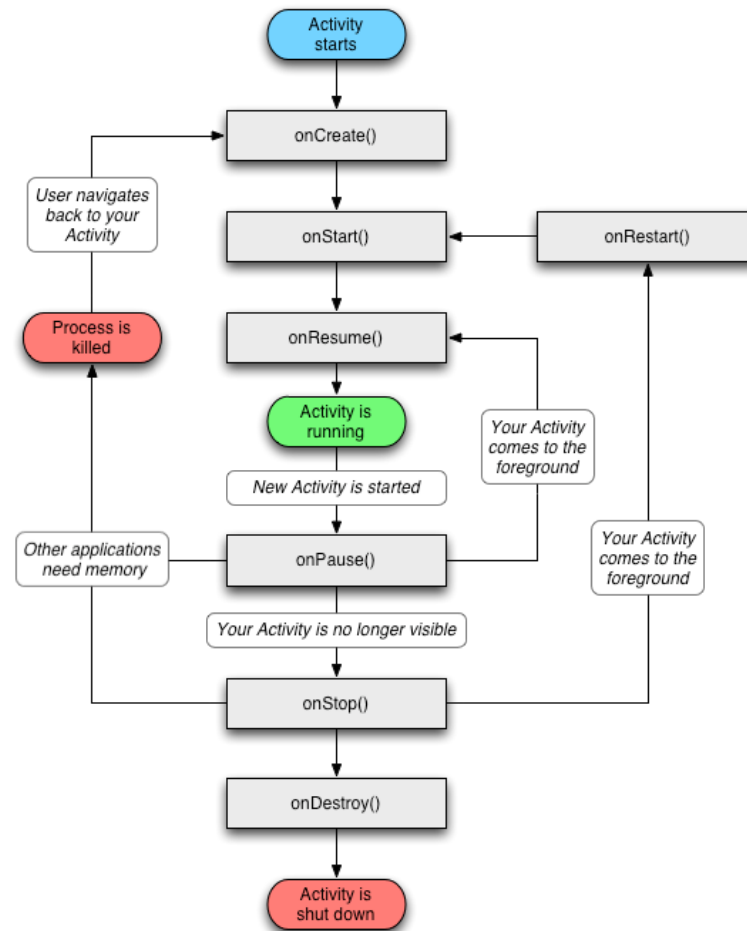 Activity
starts
onCreate()
User navigates
back to your
Activity
onStart()
onRestart()
Process is
killed
onResume()
Activity is
running
Your Activity
comes to the
foreground
New Activity is started
Other applications
need memory
onPause()
Your Activity
comes to the
foreground
Your Activity is no longer visible
onStop()
onDestroy()
Activity is
shut down